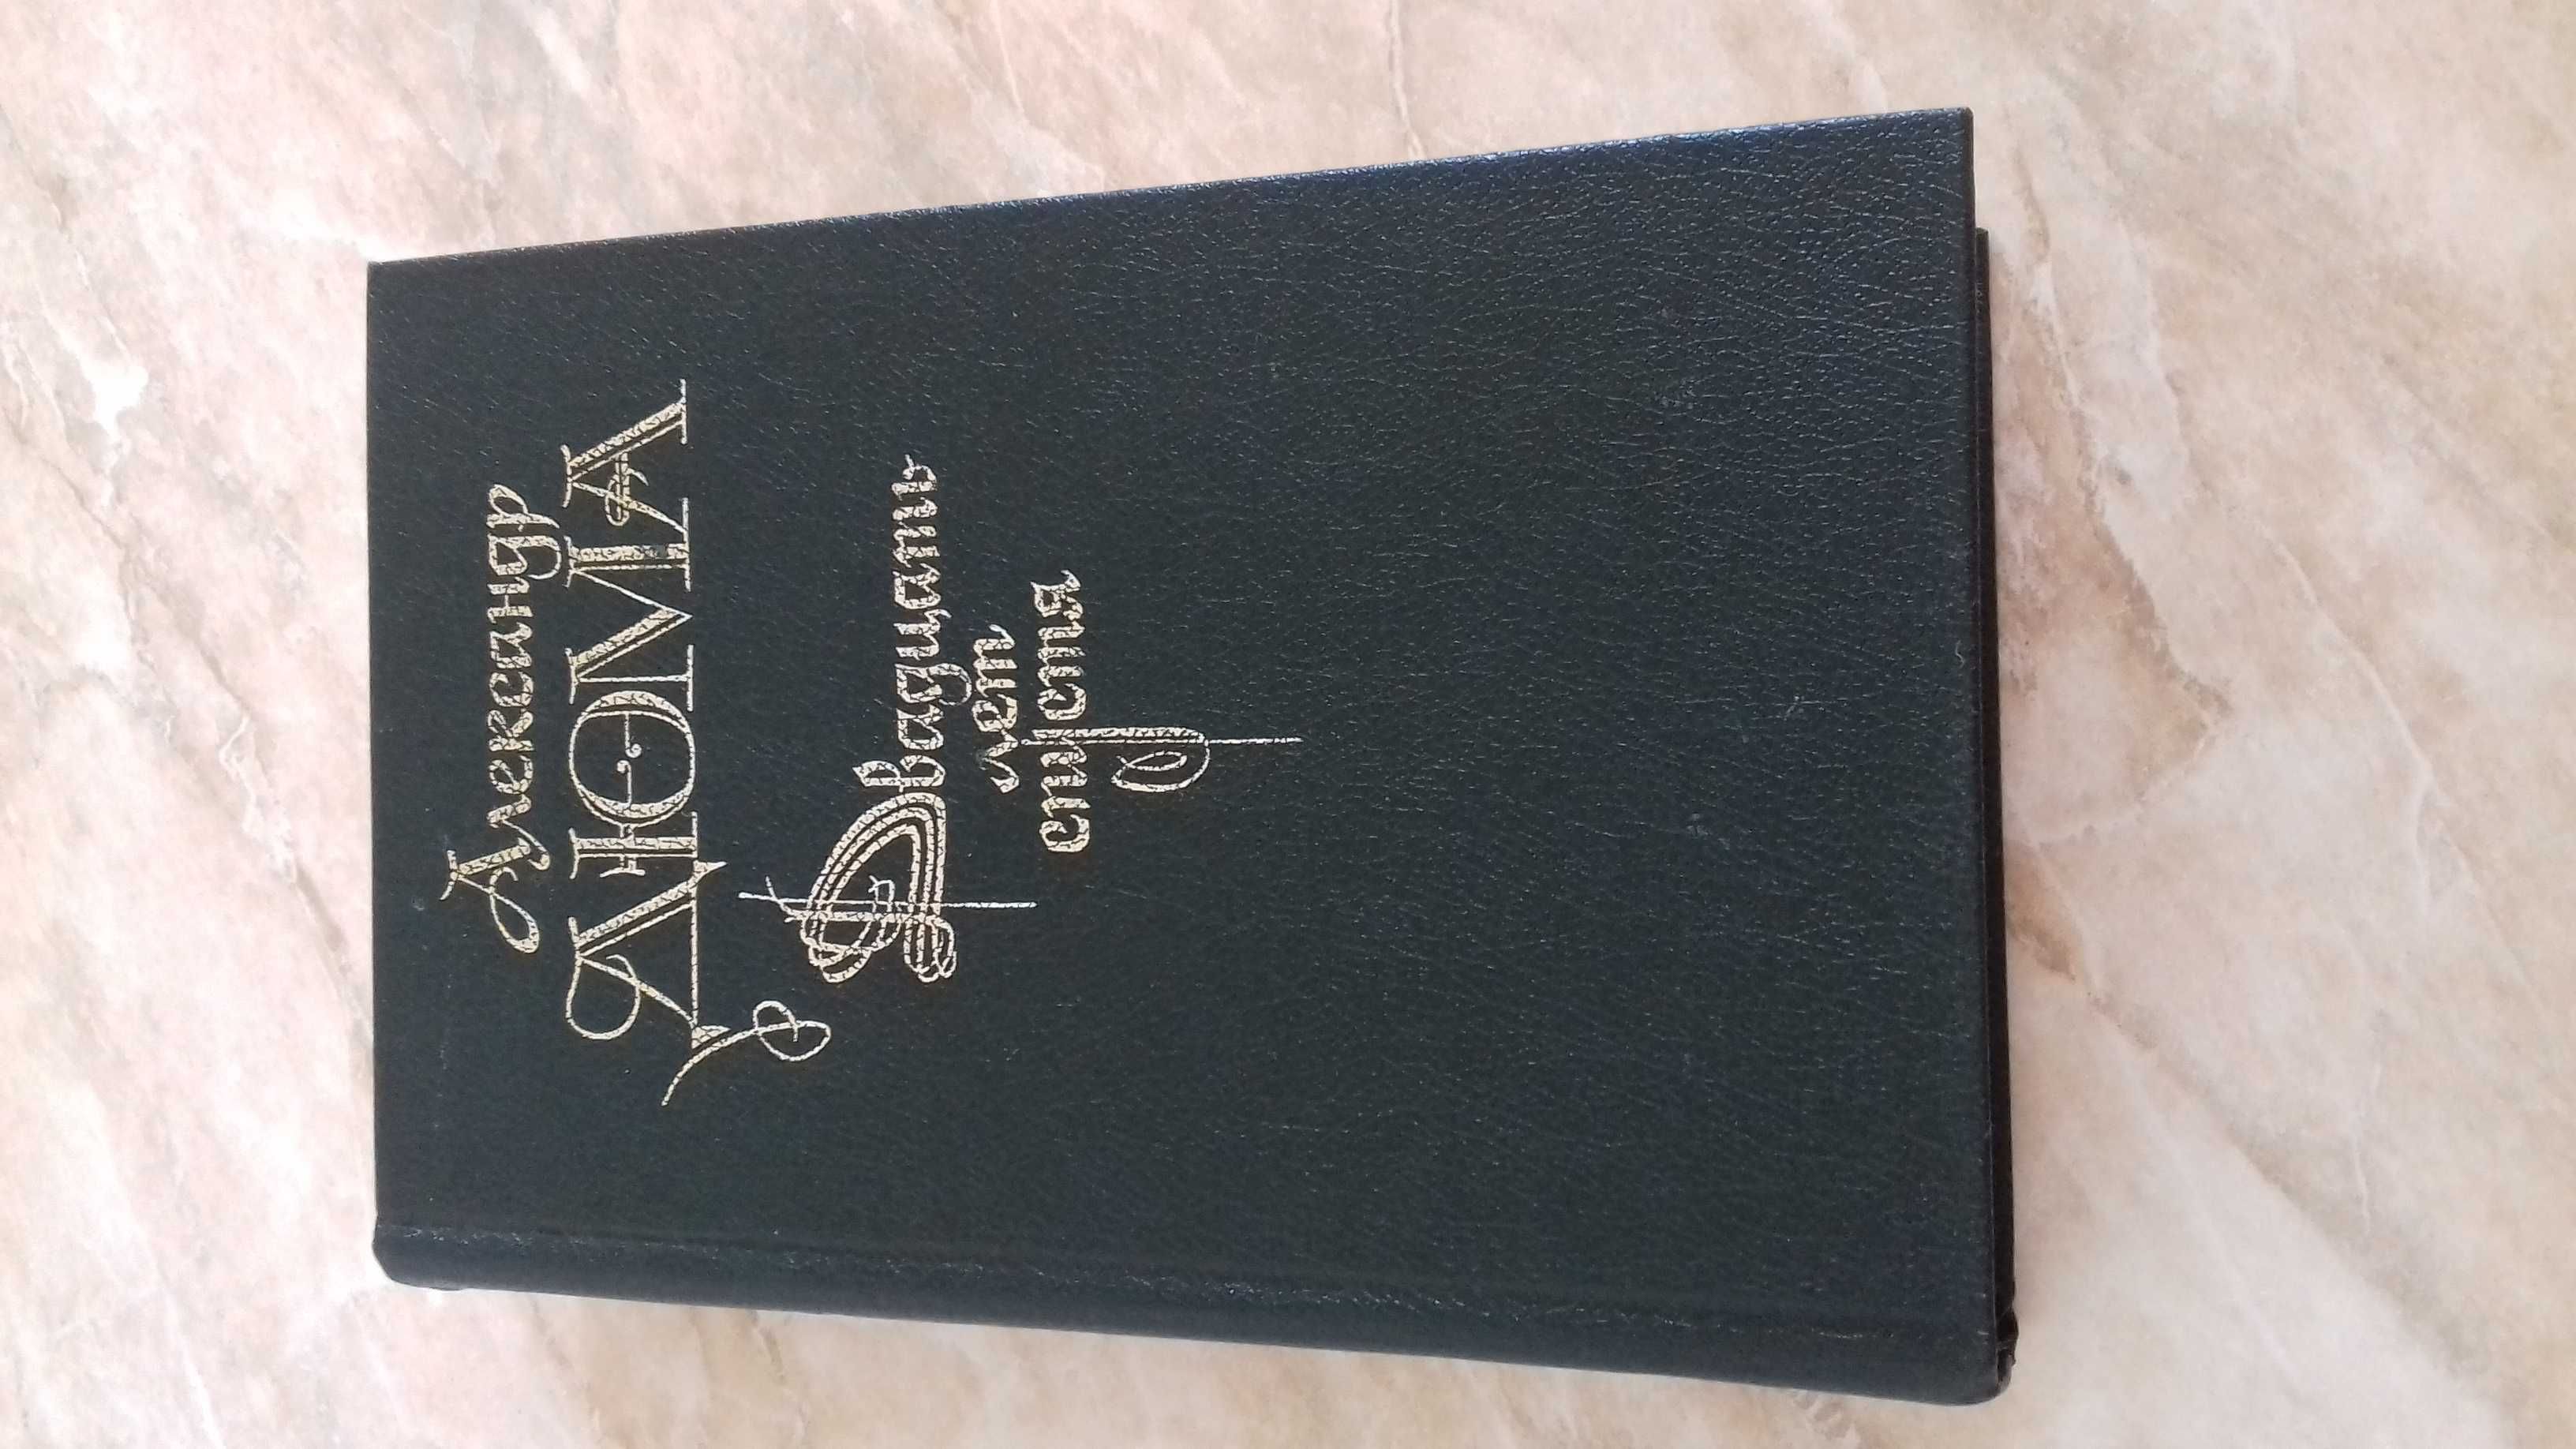 Александр
ДЮМА
Двадцать
лет
спустя